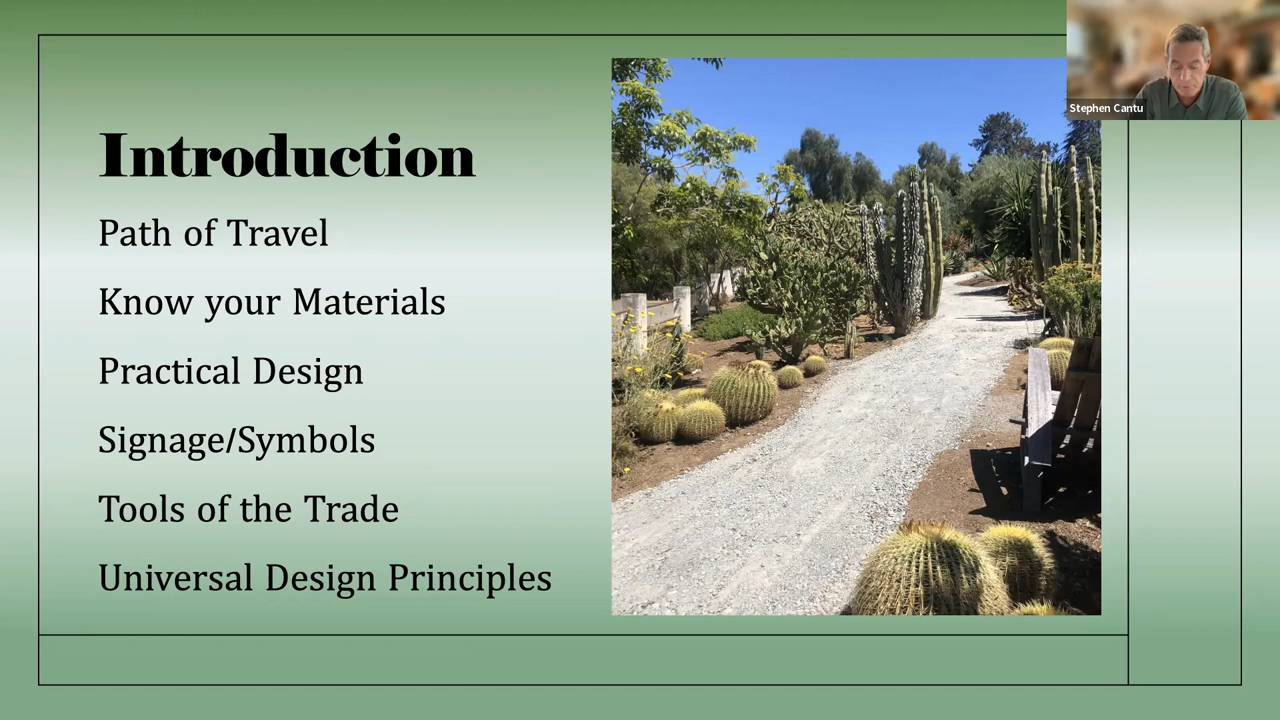 Stephen Cantu
Introduction
Path of Travel
Know your Materials
Practical Design
Signage/Symbols
Tools of the Trade
Universal Design Principles